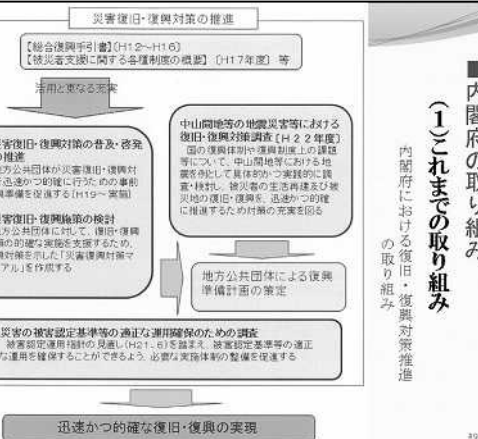 ■内閣府の取り組み
（1）これまでの取り組み
内閣府における復旧・復興対策推進
の取り組み
災害復旧・復興対策の推進
【総合復興手引書】(H12～H16)
【被災者支援に関する各種制度の概要】(H17年度) 等
活用と更なる充実
害復旧・復興対策の普及・啓発
の推進
方公共団体が災害復旧・復興対
を迅速かつ的確に行うための事前
準備を促進する(H19～実施)
害復旧・復興施策の検討
方公共団体に対して、復旧・復興
の的確な実施を支援するため、
対策を示した「災害復興対策マ
アル」を作成する
中山間地等の地震災害等における
復旧・復興対策調査【H22年度】
国の復興体制や復興制度上の課題
等について、中山間地等における地
震を例として具体的かつ実践的に調
査・検討し、被災者の生活再建及び被
災地の復旧・復興を、迅速かつ的確
に推進するための対策の充実を図る
地方公共団体による復興
準備計画の策定
災害の被害認定基準等の適正な運用確保のための調査
被害認定運用指針の見直し(H21.6)を踏まえ、被害認定基準等の適正
な運用を確保することができるよう、必要な実施体制の整備を促進する
迅速かつ的確な復旧・復興の実現